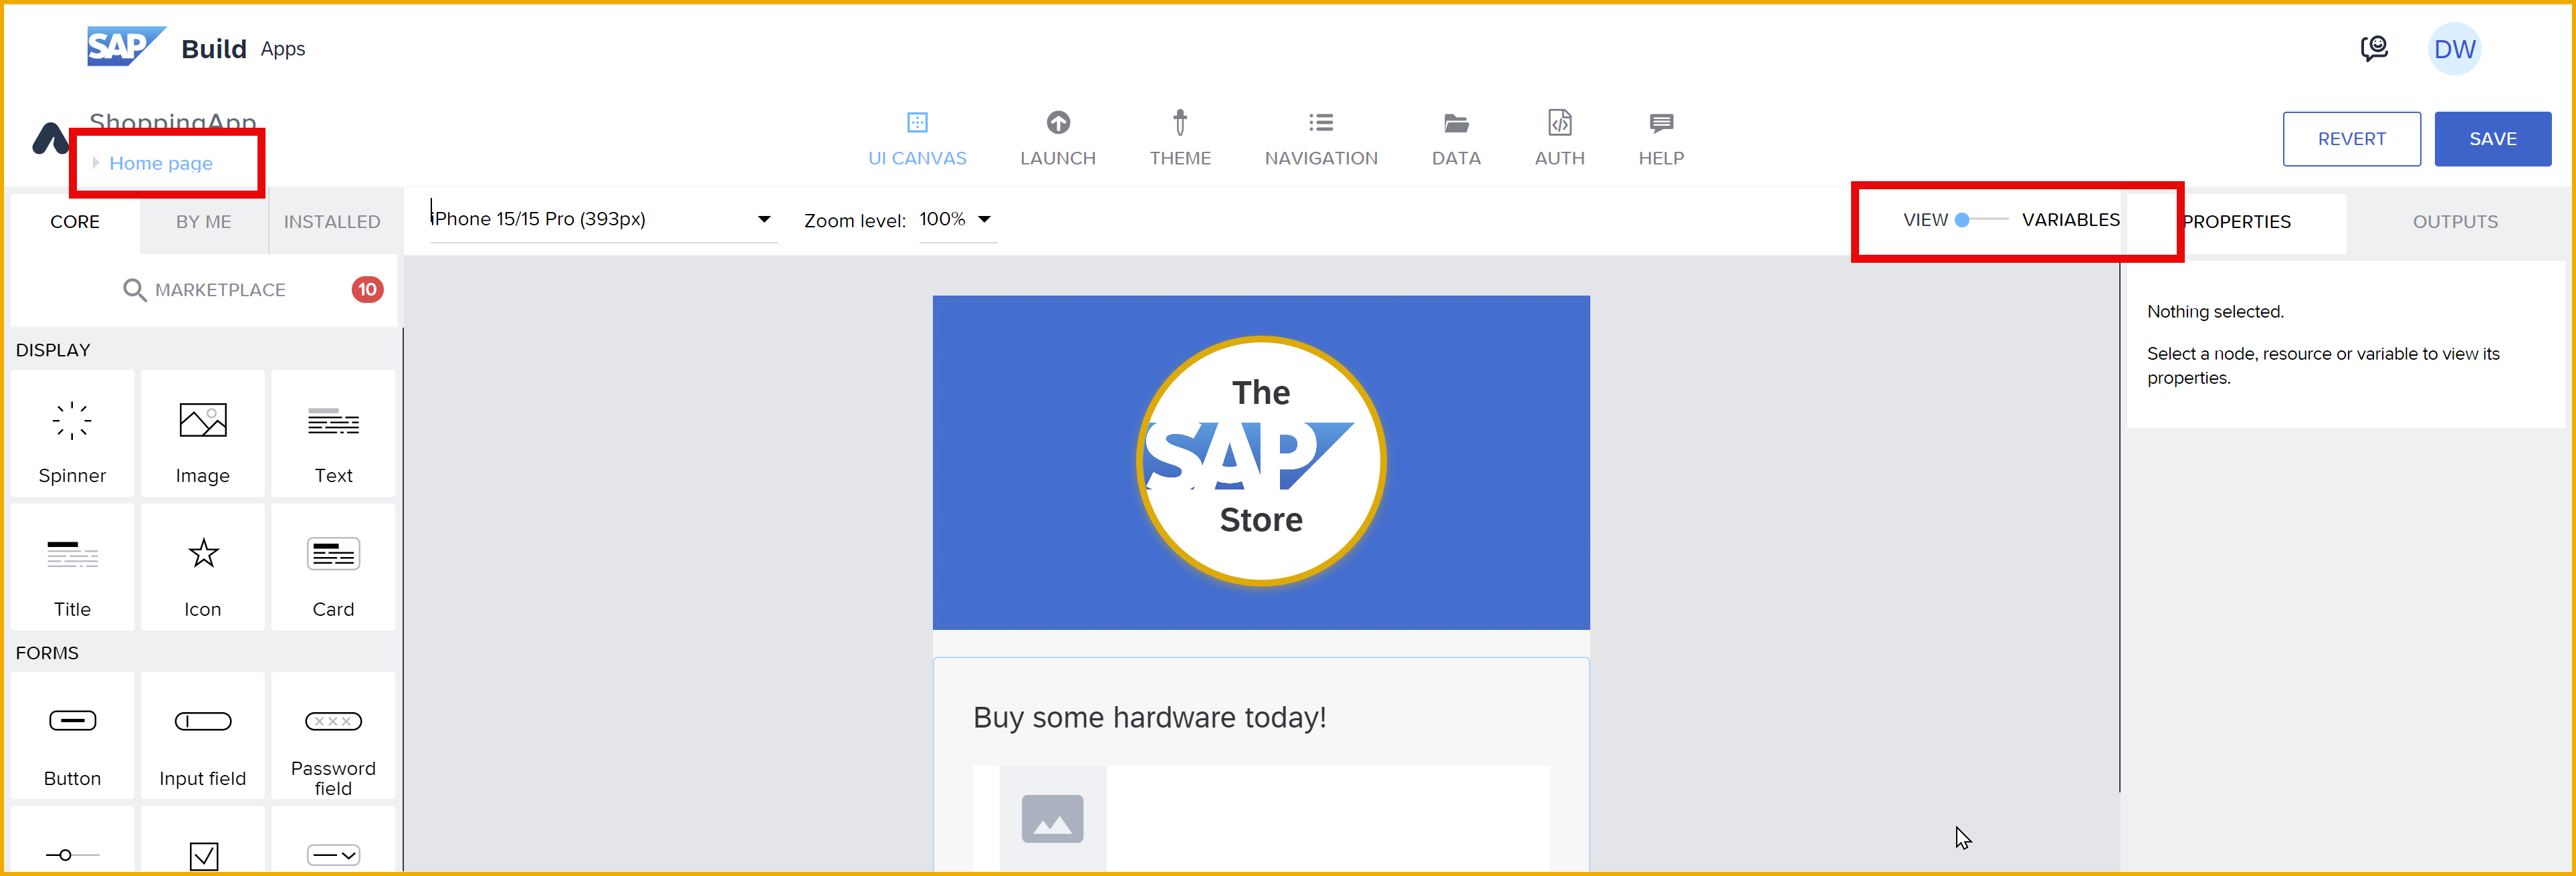 SAP Build Apps
DW
ShoppingApp
Home page
UI CANVAS
LAUNCH
THEME
NAVIGATION
DATA
AUTH
HELP
REVERT
SAVE
CORE
BY ME
INSTALLED
iPhone 15/15 Pro (393px)
Zoom level: 100%
VIEW
VARIABLES
PROPERTIES
OUTPUTS
MARKETPLACE
10
Nothing selected.
Select a node, resource or variable to view its
properties.
DISPLAY
Spinner
Image
Text
Title
Icon
Card
FORMS
Button
Input field
Password
field
The
SAP
Store
Buy some hardware today!